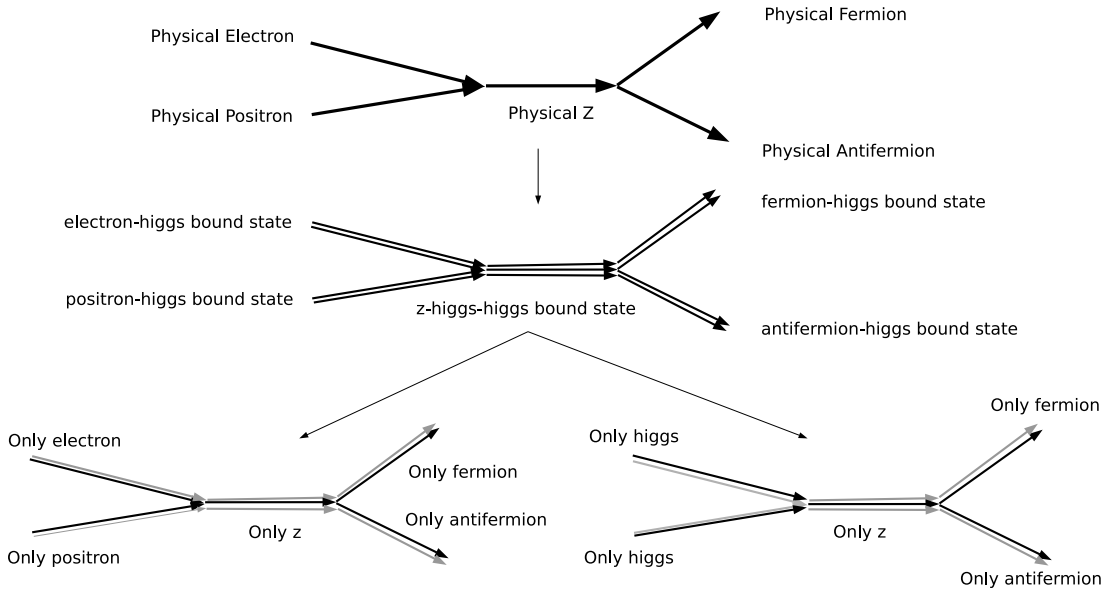 Physical Fermion
Physical Electron
Physical Positron
Physical Z
Physical Antifermion
electron-higgs bound state
fermion-higgs bound state
positron-higgs bound state
z-higgs-higgs bound state
antifermion-higgs bound state
Only electron
Only fermion
Only antifermion
Only z
Only positron
Only fermion
Only higgs
Only z
Only higgs
Only antifermion